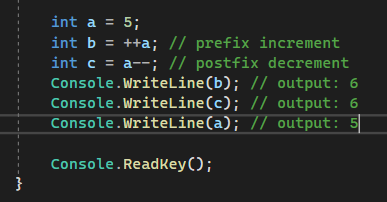 int a = 5;
int b = ++a; // prefix increment
int c = a--; // postfix decrement
Console.WriteLine(b); // output: 6
Console.WriteLine(c); // output: 6
Console.WriteLine(a); // output: 5
Console.ReadKey();
}